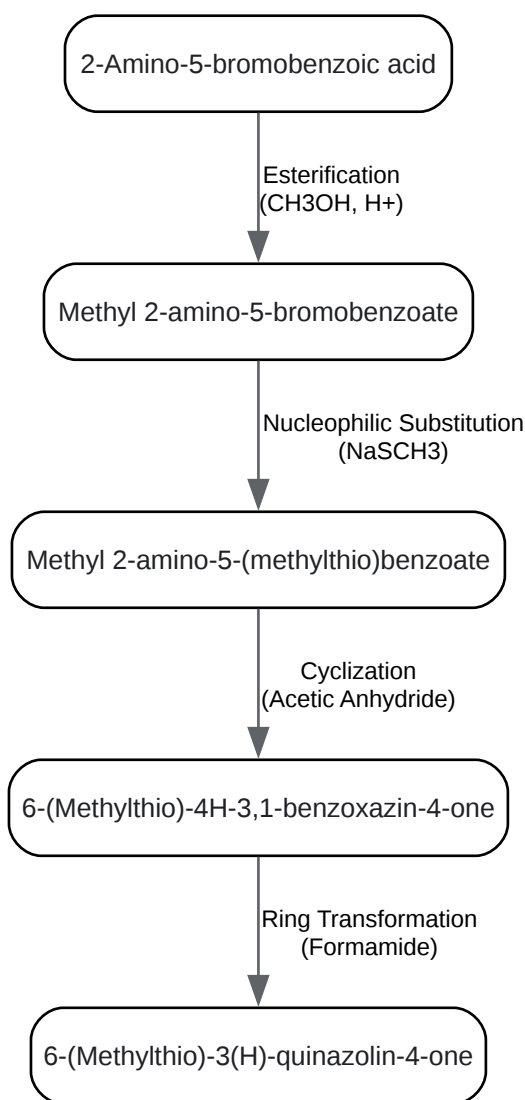 2-Amino-5-bromobenzoic acid
Esterification
(CH3OH, H+)
Methyl 2-amino-5-bromobenzoate
Nucleophilic Substitution
(NaSCH3)
Methyl 2-amino-5-(methylthio)benzoate
Cyclization
(Acetic Anhydride)
6-(Methylthio)-4H-3,1-benzoxazin-4-one
Ring Transformation
(Formamide)
6-(Methylthio)-3(H)-quinazolin-4-one